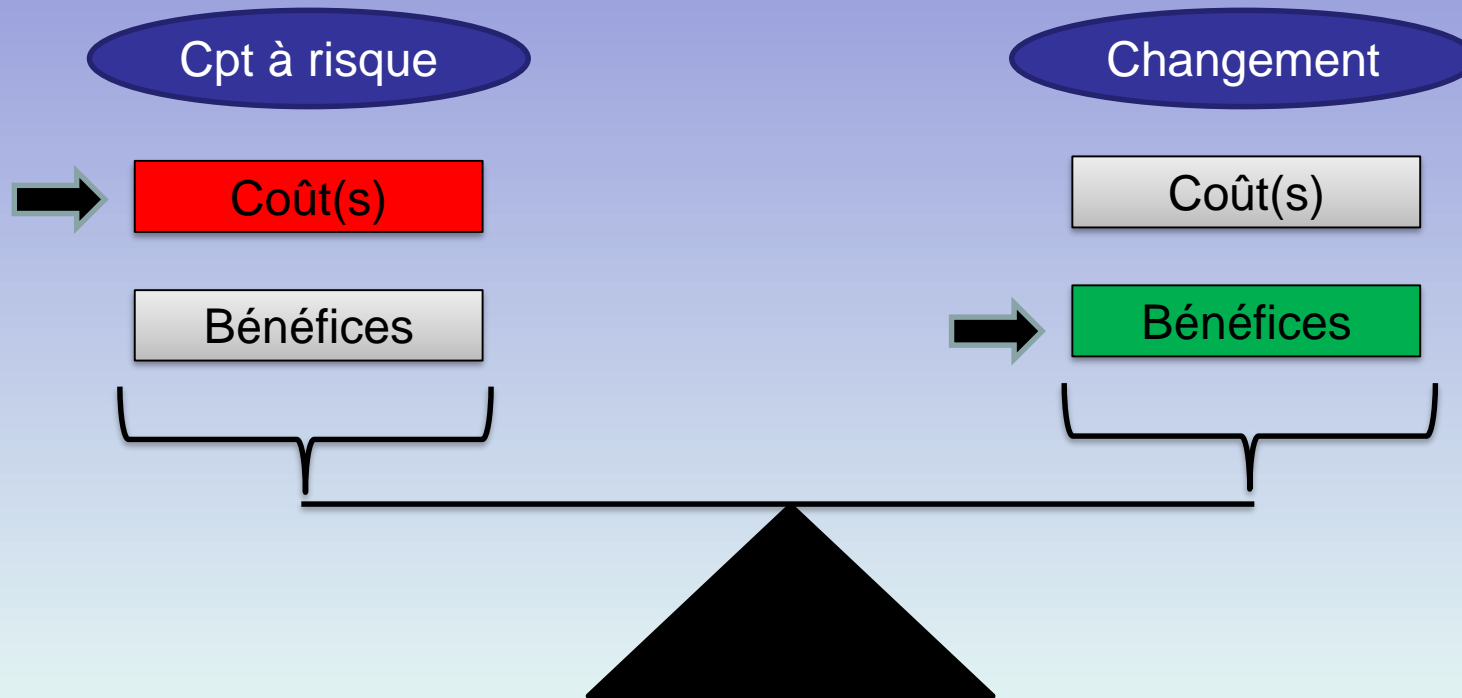 Cpt à risque
Changement
Coût(s)
Coût(s)
Bénéfices
Bénéfices